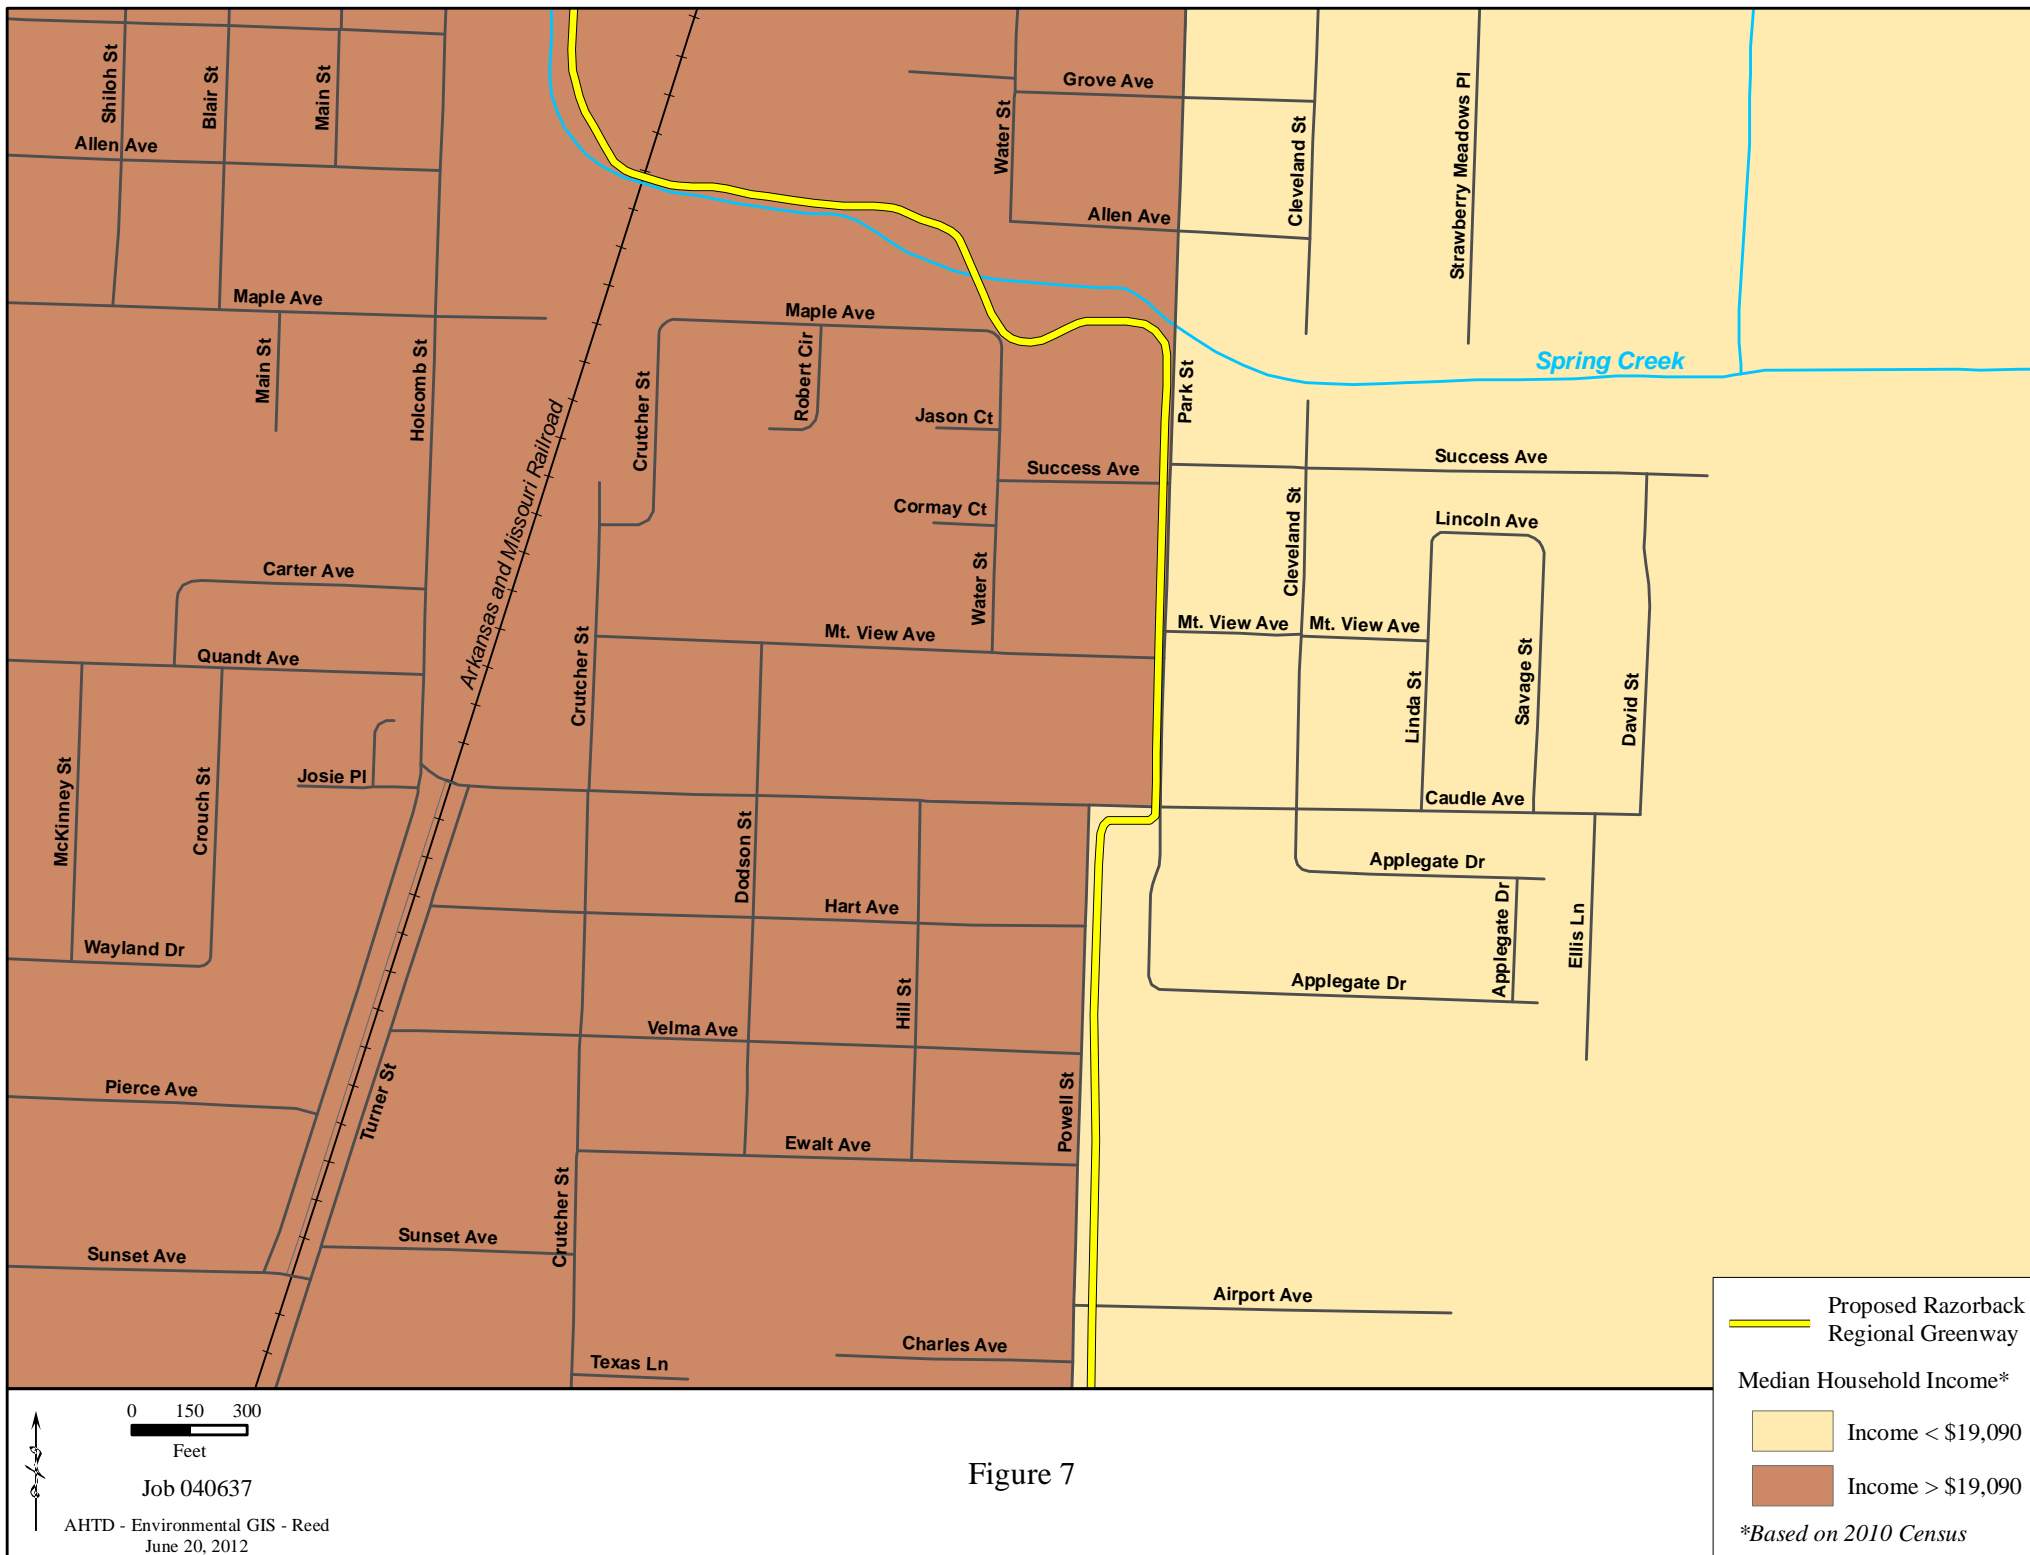 Shiloh St
Blair St
Main St
Grove Ave
Water St
Cleveland St
Strawberry Meadows Pl
Allen Ave
Allen Ave
Maple Ave
Maple Ave
Main St
Holcomb St
Crutcher St
Robert Cir
Jason Ct
Park St
Spring Creek
Arkansas and Missouri Railroad
Success Ave
Success Ave
Cormay Ct
Cleveland St
Lincoln Ave
Carter Ave
Water St
Mt. View Ave
Mt. View Ave
Mt. View Ave
Quandt Ave
Crutcher St
Linda St
Savage St
David St
McKinney St
Crouch St
Josie Pl
Caudle Ave
Dodson St
Applegate Dr
Hart Ave
Applegate Dr
Ellis Ln
Wayland Dr
Applegate Dr
Hill St
Velma Ave
Pierce Ave
Turner St
Powell St
Ewalt Ave
Crutcher St
Sunset Ave
Sunset Ave
Airport Ave
Charles Ave
Texas Ln
Proposed Razorback
Regional Greenway
Median Household Income*
Income < $19,090
Income > $19,090
*Based on 2010 Census
0 150 300
Feet
Job 040637
AHTD - Environmental GIS - Reed
June 20, 2012
Figure 7